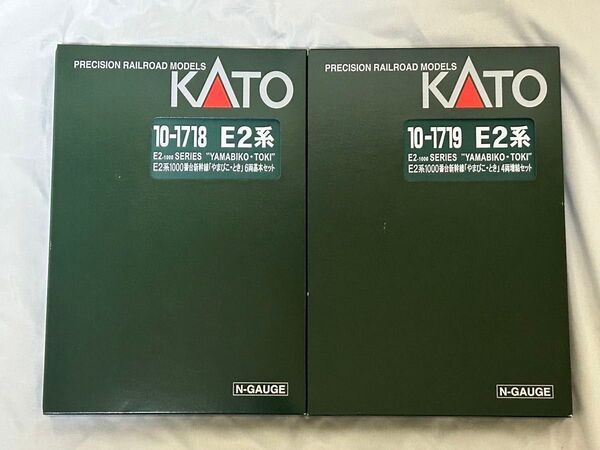 PRECISION RAILROAD MODELS
KATO
10-1718 E2系
E2-1000 SERIES "YAMABIKO・TOKI"
E2系1000番台新幹線「やまびこ・とき」6両基本セット
N-GAUGE
PRECISION RAILROAD MODELS
KATO
10-1719 E2系
E2-1000 SERIES "YAMABIKO・TOKI"
E2系1000番台新幹線「やまびこ・とき」4両増結セット
N-GAUGE